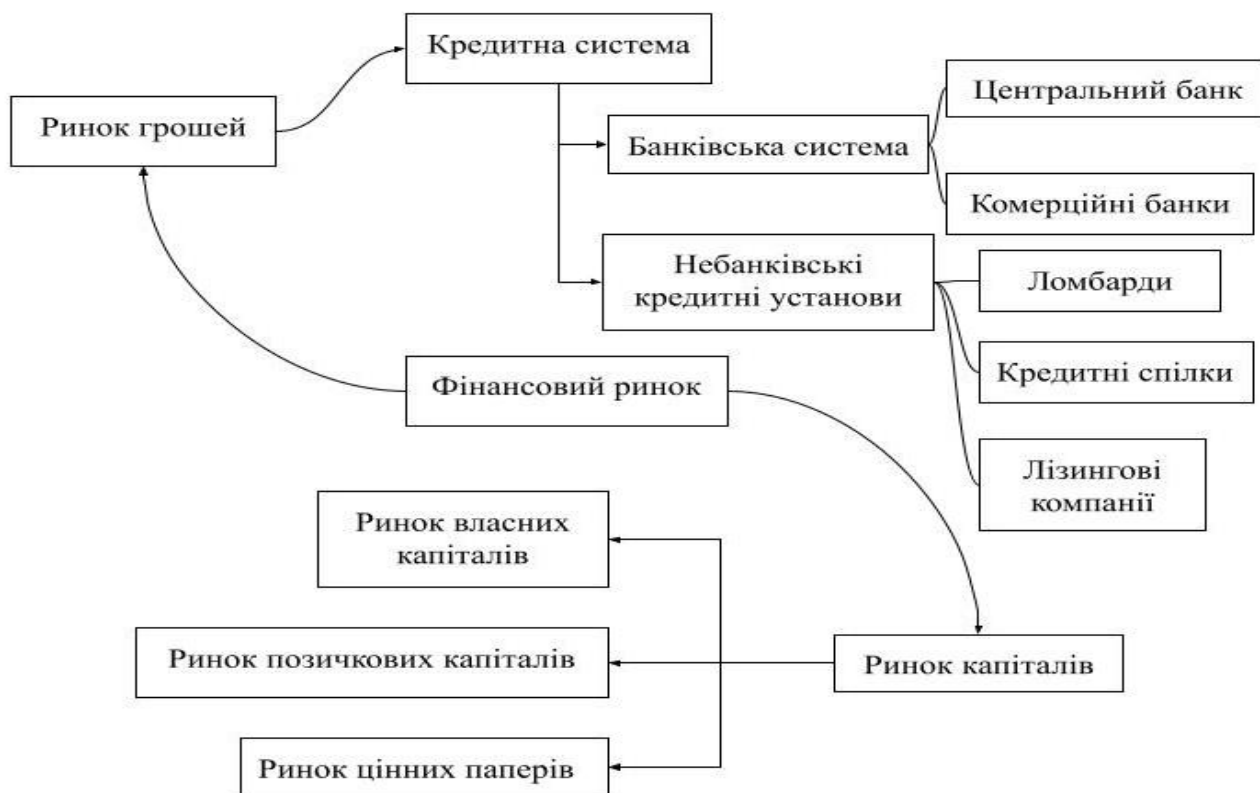 Кредитна система
Центральний банк
Ринок грошей
Банківська система
Комерційні банки
Небанківські
кредитні установи
Ломбарди
Кредитні спілки
Фінансовий ринок
Лізингові
компанії
Ринок власних
капіталів
Ринок позичкових капіталів
Ринок капіталів
Ринок цінних паперів